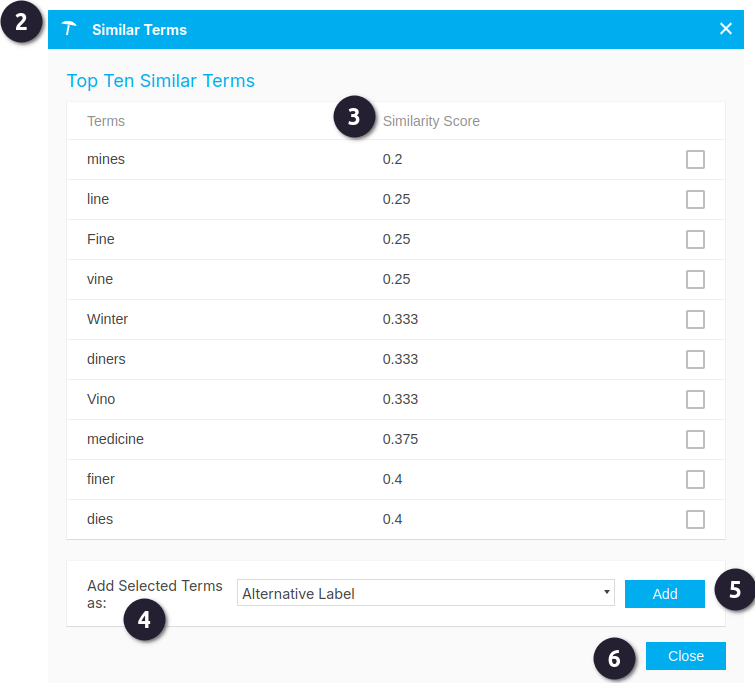 2
Similar Terms
Top Ten Similar Terms
Terms 3 Similarity Score
mines 0.2
line 0.25
Fine 0.25
vine 0.25
Winter 0.333
diners 0.333
Vino 0.333
medicine 0.375
finer 0.4
dies 0.4
Add Selected Terms
as:
Alternative Label
Add
5
4
6
Close